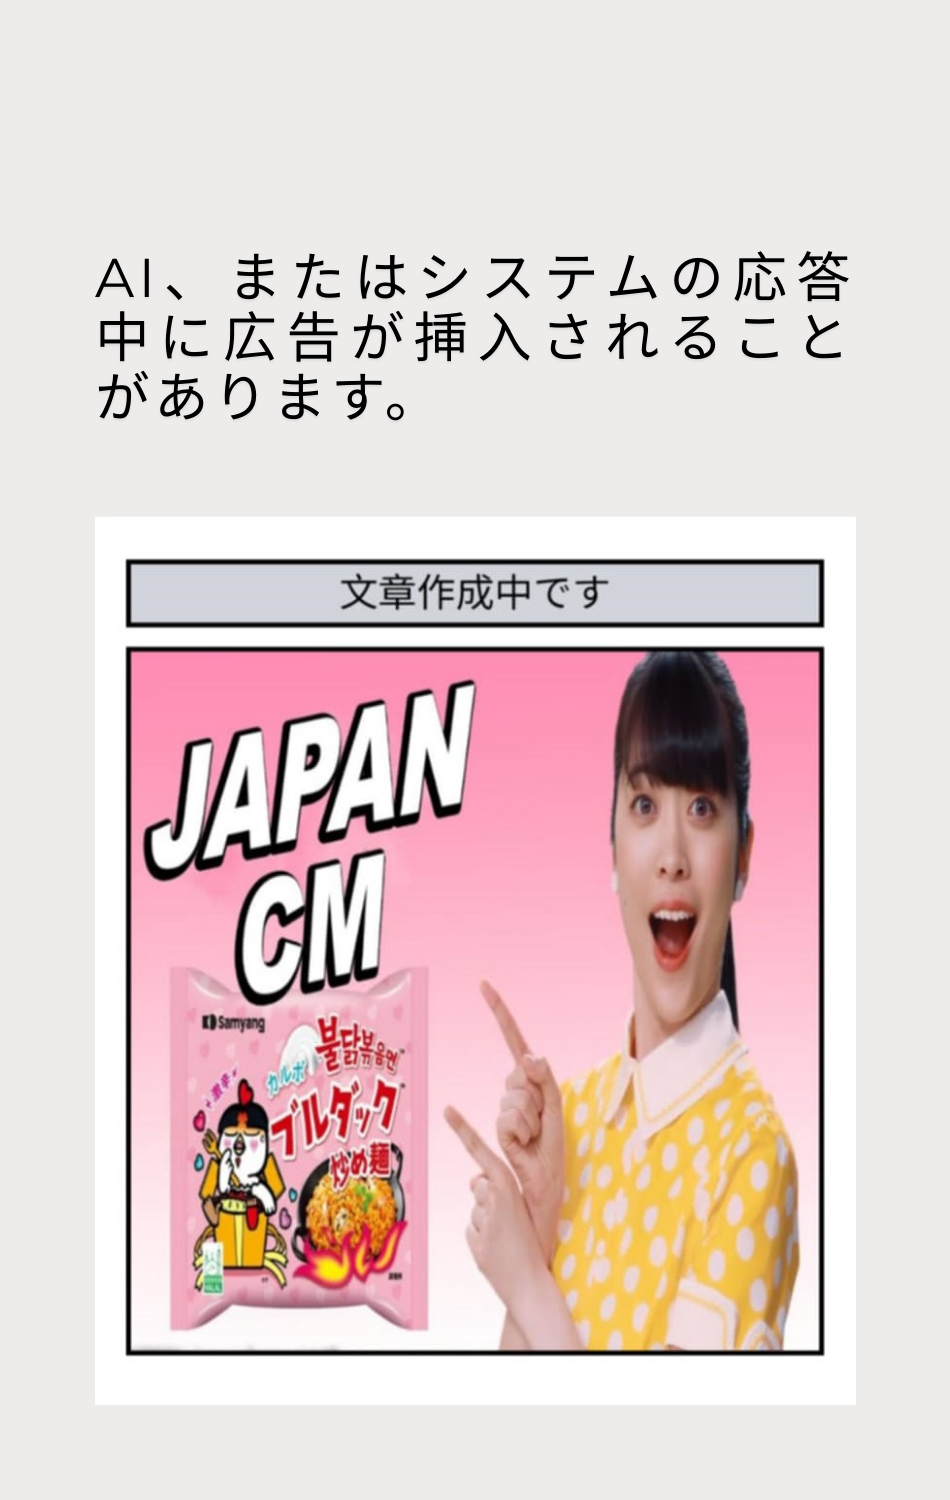 AI、またはシステムの応答
中に広告が挿入されること
があります。
文章作成中です
JAPAN
CM
Samyang
불닭볶음면
カルボ
激辛
ブルダック
炒め麺